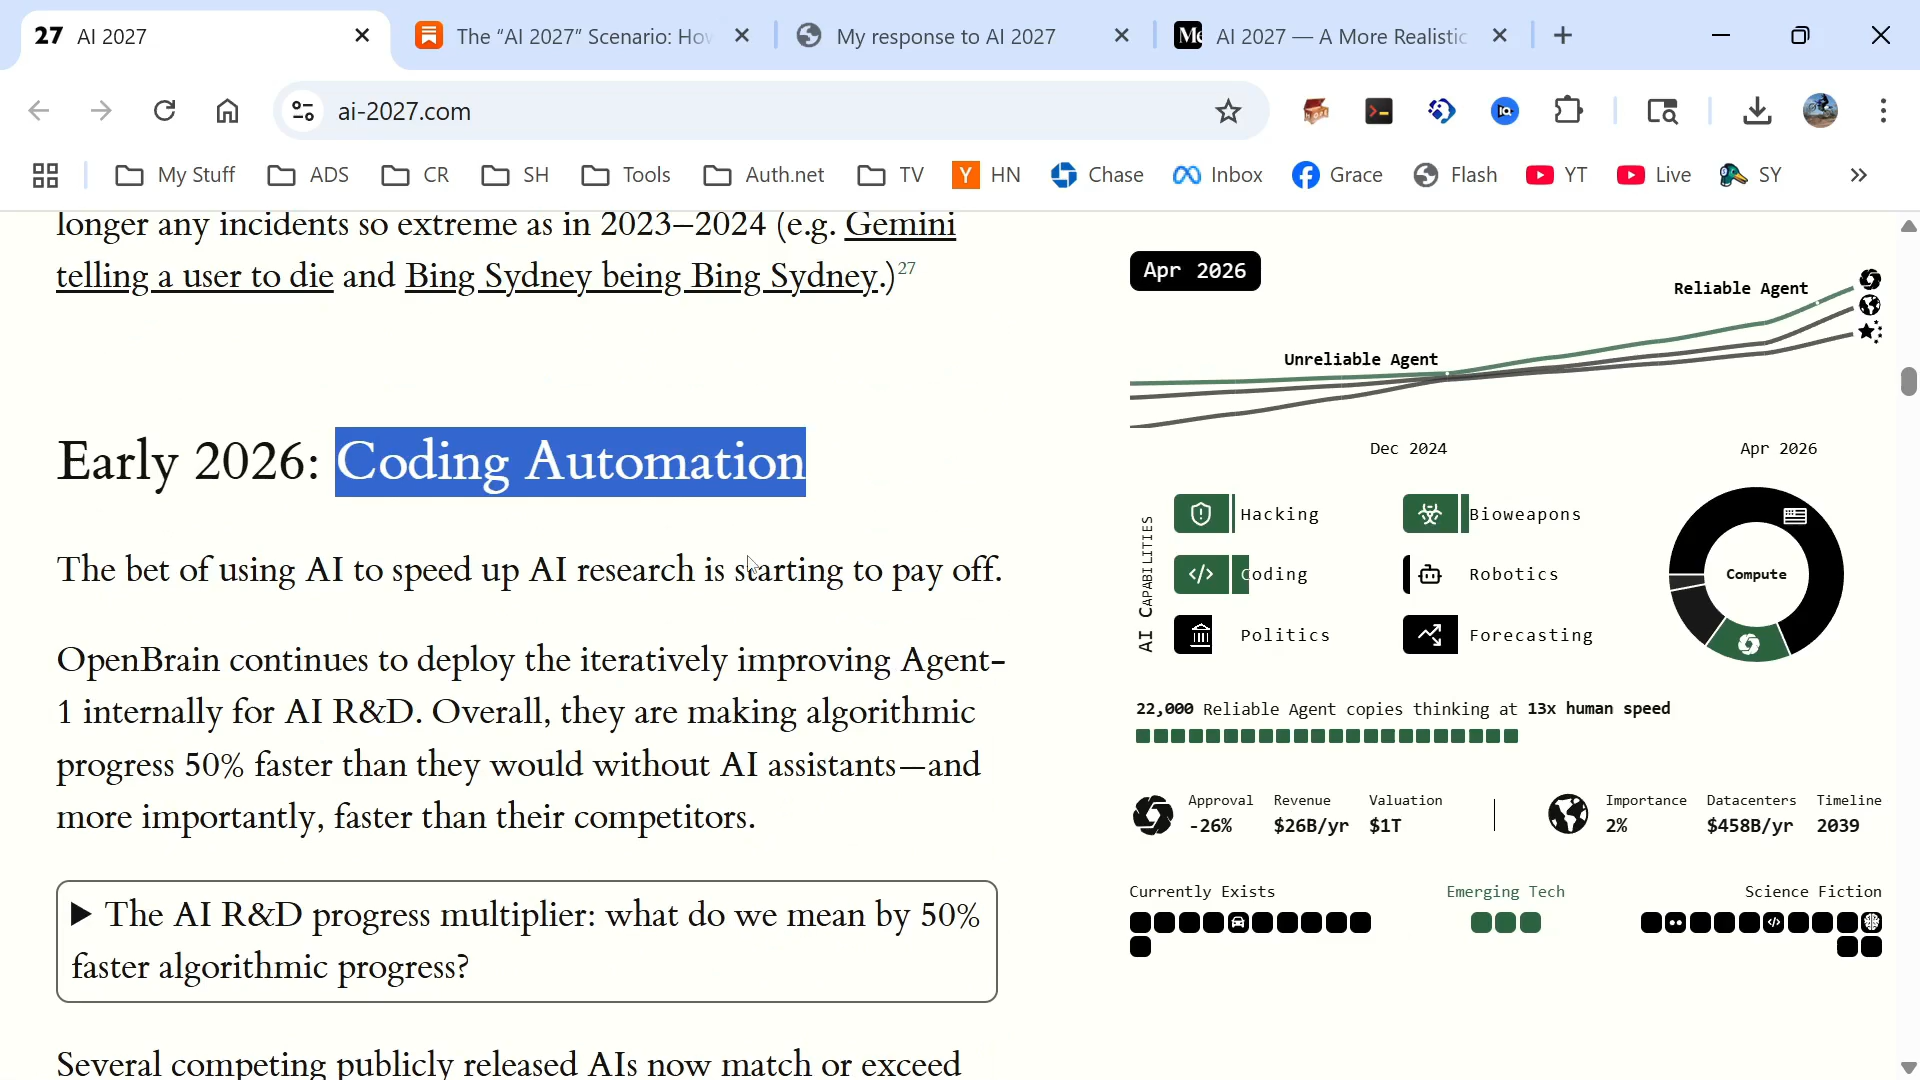 27 AI 2027
The “AI 2027” Scenario: How
My response to AI 2027
AI 2027 — A More Realistic
ai-2027.com
My Stuff
ADS
CR
SH
Tools
Auth.net
TV
HN
Chase
Inbox
Grace
Flash
YT
Live
SY
longer any incidents so extreme as in 2023–2024 (e.g. Gemini
telling a user to die and Bing Sydney being Bing Sydney.)27
Early 2026: Coding Automation
The bet of using AI to speed up AI research is starting to pay off.
OpenBrain continues to deploy the iteratively improving Agent-
1 internally for AI R&D. Overall, they are making algorithmic
progress 50% faster than they would without AI assistants—and
more importantly, faster than their competitors.
The AI R&D progress multiplier: what do we mean by 50%
faster algorithmic progress?
Several competing publicly released AIs now match or exceed
Apr 2026
Reliable Agent
Unreliable Agent
Dec 2024
Apr 2026
AI CAPABILITIES
Hacking
Bioweapons
Coding
Robotics
Politics
Forecasting
Compute
22,000 Reliable Agent copies thinking at 13x human speed
Approval Revenue Valuation
-26% $26B/yr $1T
Importance Datacenters Timeline
2% $458B/yr 2039
Currently Exists
Emerging Tech
Science Fiction